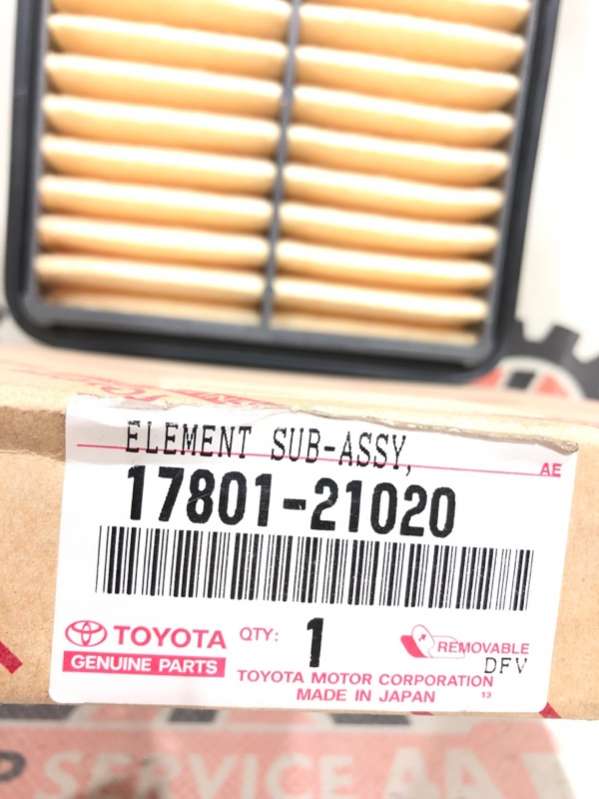 ELEMENT SUB-ASSY,
AE
17801-21020
TOYOTA QTY: 1
GENUINE PARTS
REMOVABLE
DFV
TOYOTA MOTOR CORPORATION
MADE IN JAPAN 13
P SERVICE